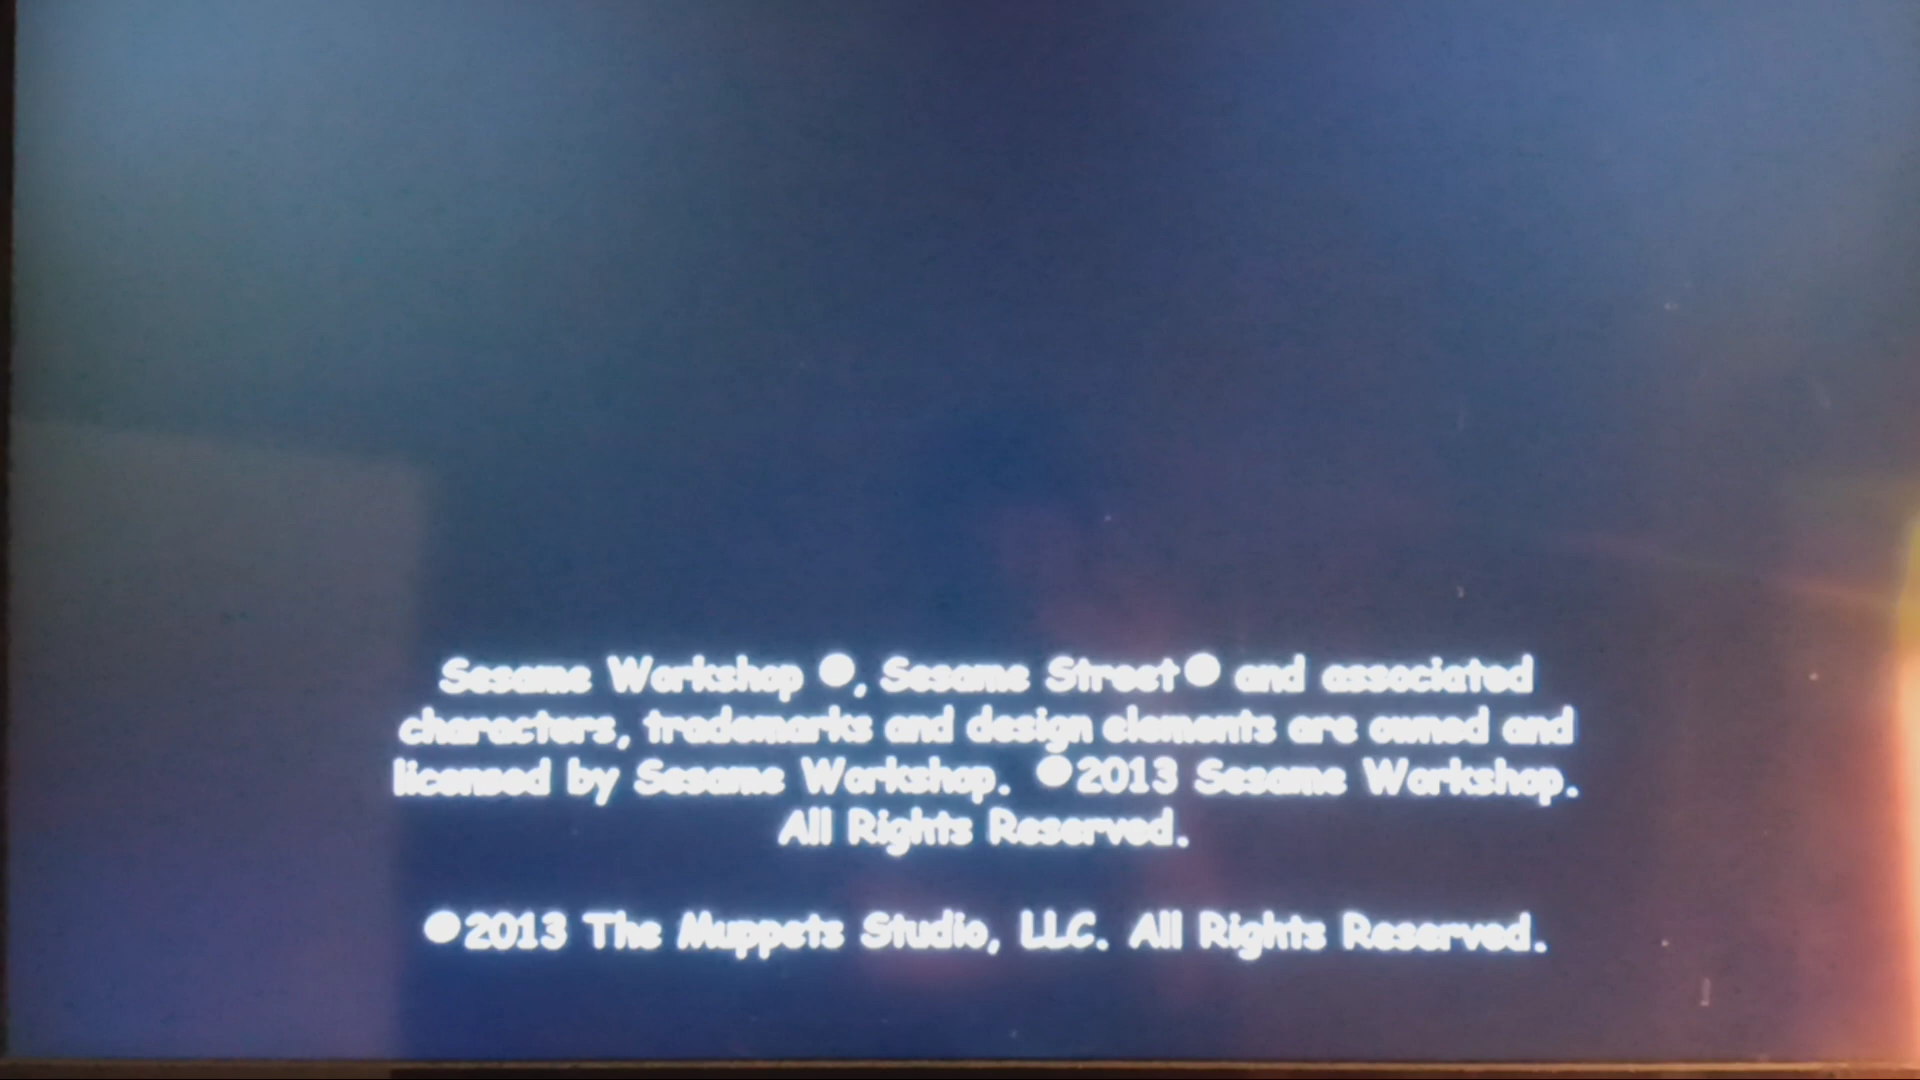 Sesame Workshop ®, Sesame Street® and associated
characters, trademarks and design elements are owned and
licensed by Sesame Workshop. ©2013 Sesame Workshop.
All Rights Reserved.
©2013 The Muppets Studio, LLC. All Rights Reserved.